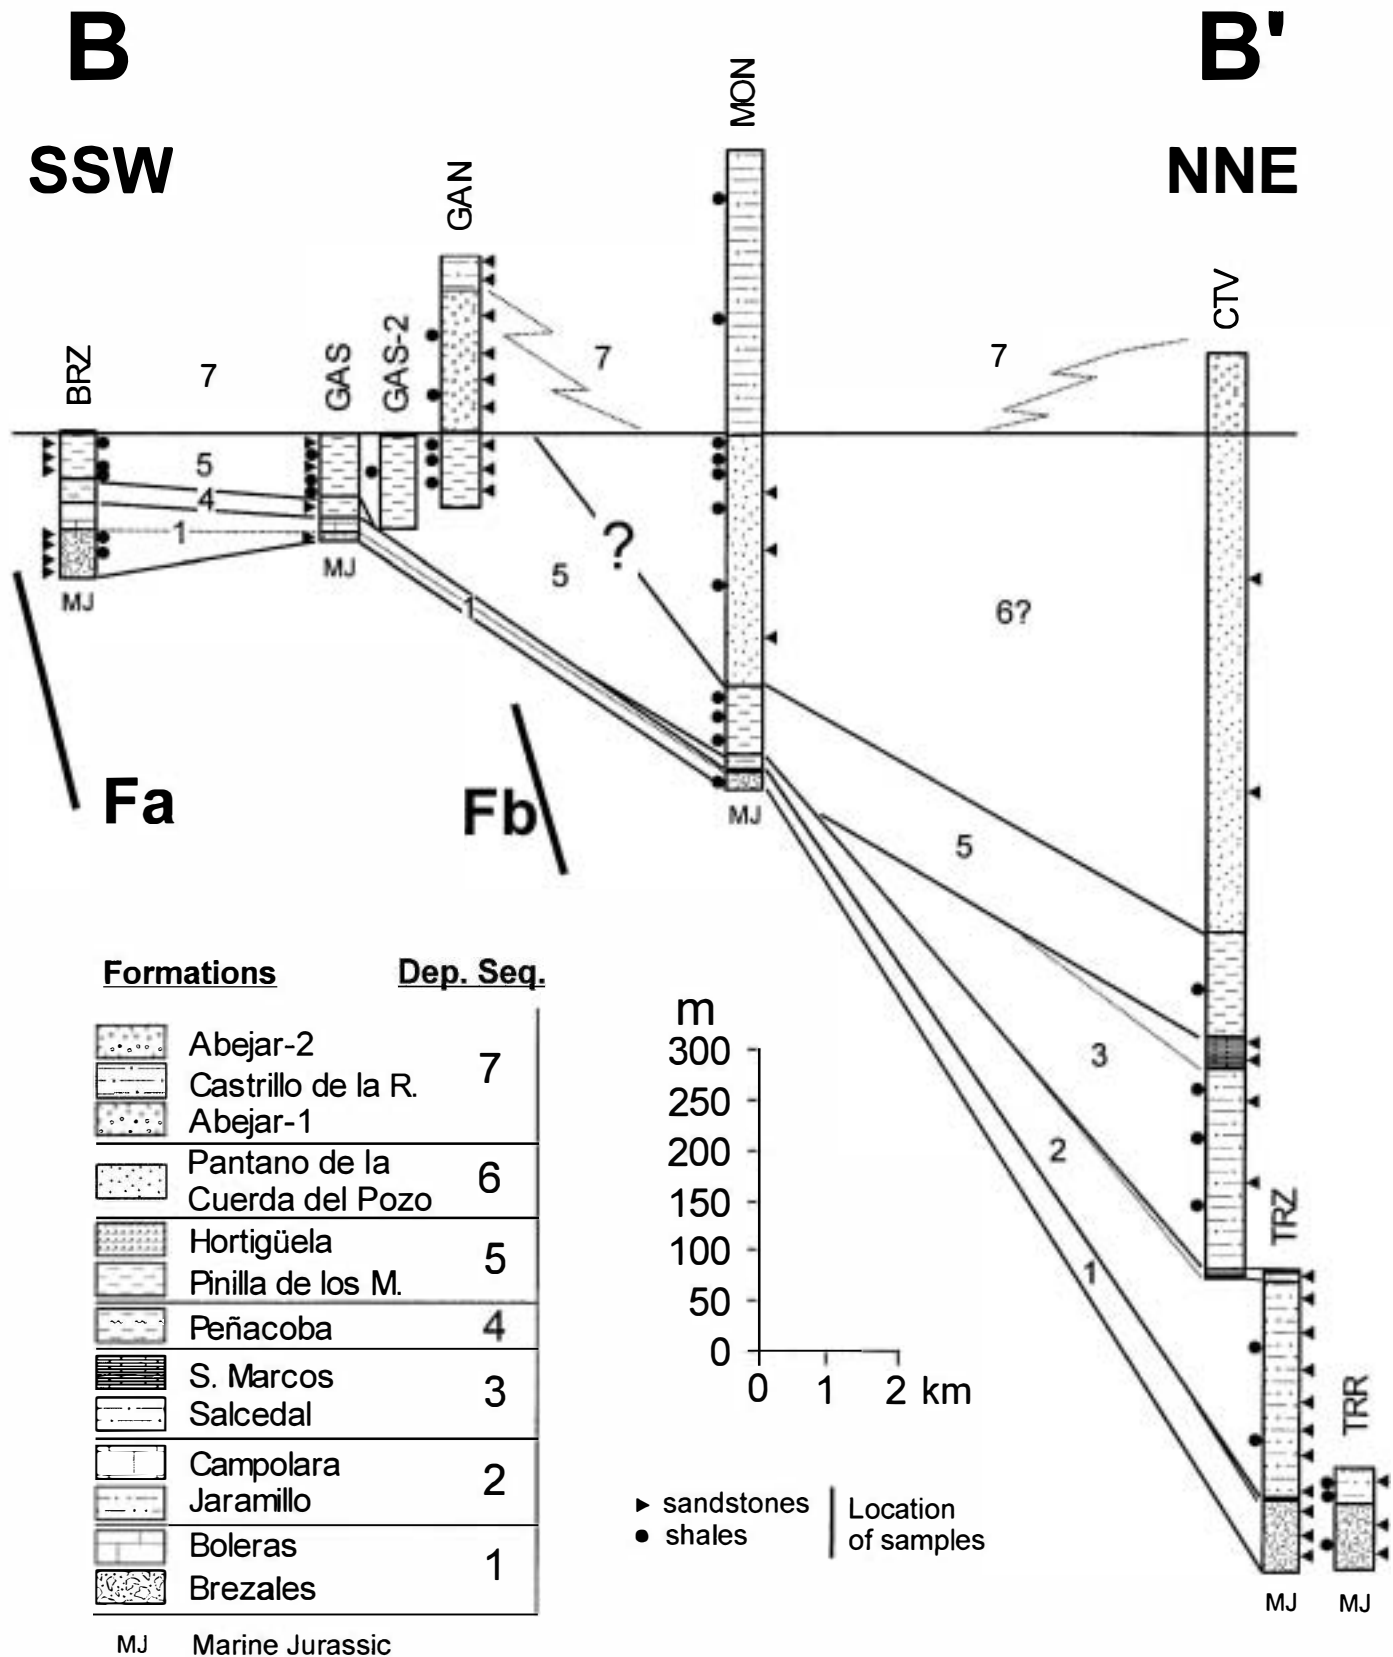 B
B'
SSW
NNE
MON
GAN
CTV
BRZ
GAS
GAS-2
7
7
7
5
4
1
MJ
MJ
?
5
6?
1
Fa
Fb
MJ
5
3
2
1
TRZ
TRR
MJ
MJ
Formations Dep. Seq.
Abejar-2
Castrillo de la R.
7
Abejar-1
Pantano de la
Cuerda del Pozo
6
Hortigüela
Pinilla de los M.
5
Peñacoba
4
S. Marcos
Salcedal
3
Campolara
Jaramillo
2
Boleras
Brezales
1
MJ Marine Jurassic
m
300
250
200
150
100
50
0
0 1 2 km
sandstones
shales
Location
of samples